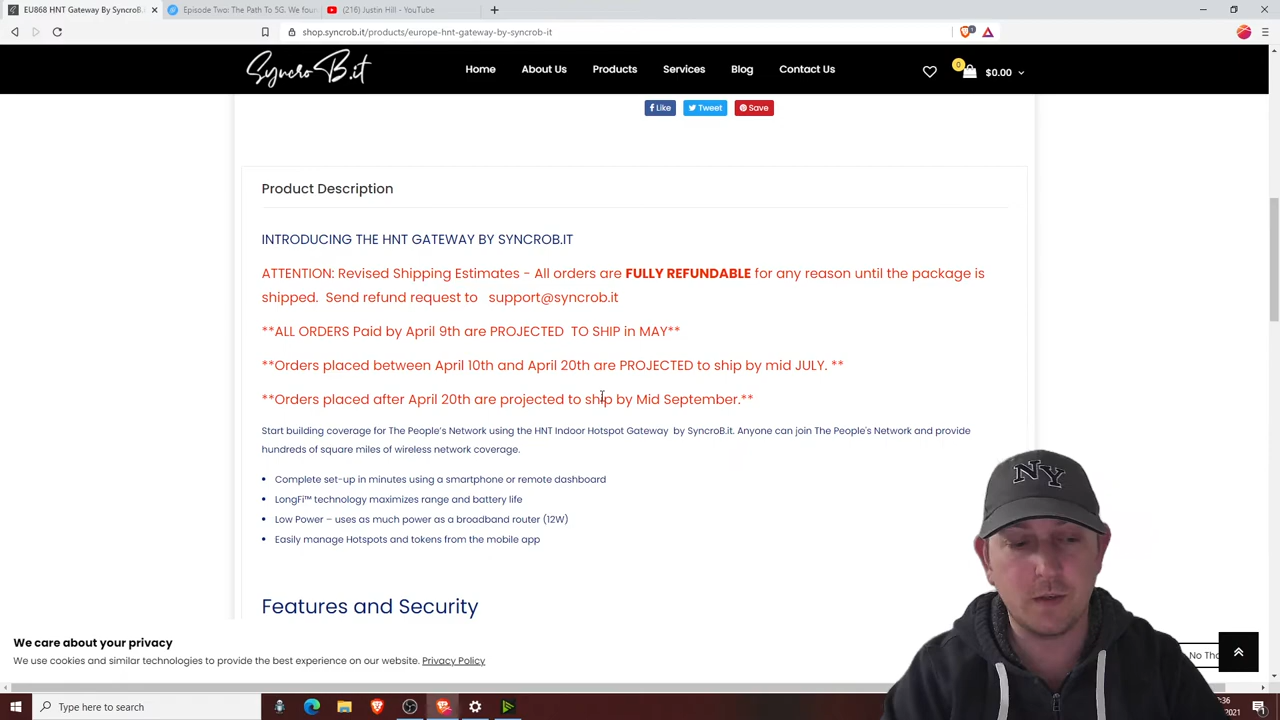 EU868 HNT Gateway By SyncroB.
Episode Two: The Path To 5G. We foun
(216) Justin Hill - YouTube
shop.syncrob.it/products/europe-hnt-gateway-by-syncrob-it
SyncroB.it
Home
About Us
Products
Services
Blog
Contact Us
0
$0.00
Like
Tweet
Save
Product Description
INTRODUCING THE HNT GATEWAY BY SYNCROB.IT
ATTENTION: Revised Shipping Estimates - All orders are FULLY REFUNDABLE for any reason until the package is
shipped. Send refund request to support@syncrob.it
**ALL ORDERS Paid by April 9th are PROJECTED TO SHIP in MAY**
**Orders placed between April 10th and April 20th are PROJECTED to ship by mid JULY. **
**Orders placed after April 20th are projected to ship by Mid September.**
Start building coverage for The People's Network using the HNT Indoor Hotspot Gateway by SyncroB.it. Anyone can join The People's Network and provide
hundreds of square miles of wireless network coverage.
• Complete set-up in minutes using a smartphone or remote dashboard
• LongFi™ technology maximizes range and battery life
• Low Power – uses as much power as a broadband router (12W)
• Easily manage Hotspots and tokens from the mobile app
Features and Security
We care about your privacy
We use cookies and similar technologies to provide the best experience on our website. Privacy Policy
No Tha
NY
Type here to search
:36
2021